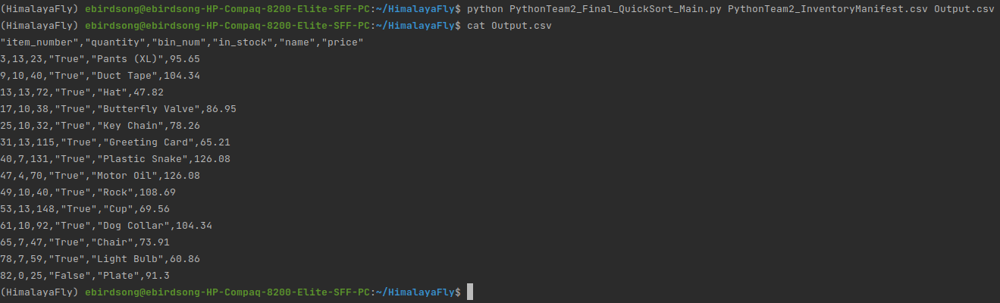 (HimalayaFly) ebirdsong@ebirdsong-HP-Compaq-8200-Elite-SFF-PC:~/HimalayaFly$ python PythonTeam2_Final_QuickSort_Main.py PythonTeam2_InventoryManifest.csv Output.csv
(HimalayaFly) ebirdsong@ebirdsong-HP-Compaq-8200-Elite-SFF-PC:~/HimalayaFly$ cat Output.csv
"item_number","quantity","bin_num","in_stock","name","price"
3,13,23,"True","Pants (XL)",95.65
9,10,40,"True","Duct Tape",104.34
13,13,72,"True","Hat",47.82
17,10,38,"True","Butterfly Valve",86.95
25,10,32,"True","Key Chain",78.26
31,13,115,"True","Greeting Card",65.21
40,7,131,"True","Plastic Snake",126.08
47,4,70,"True","Motor Oil",126.08
49,10,40,"True","Rock",108.69
53,13,148,"True","Cup",69.56
61,10,92,"True","Dog Collar",104.34
65,7,47,"True","Chair",73.91
78,7,59,"True","Light Bulb",60.86
82,0,25,"False","Plate",91.3
(HimalayaFly) ebirdsong@ebirdsong-HP-Compaq-8200-Elite-SFF-PC:~/HimalayaFly$